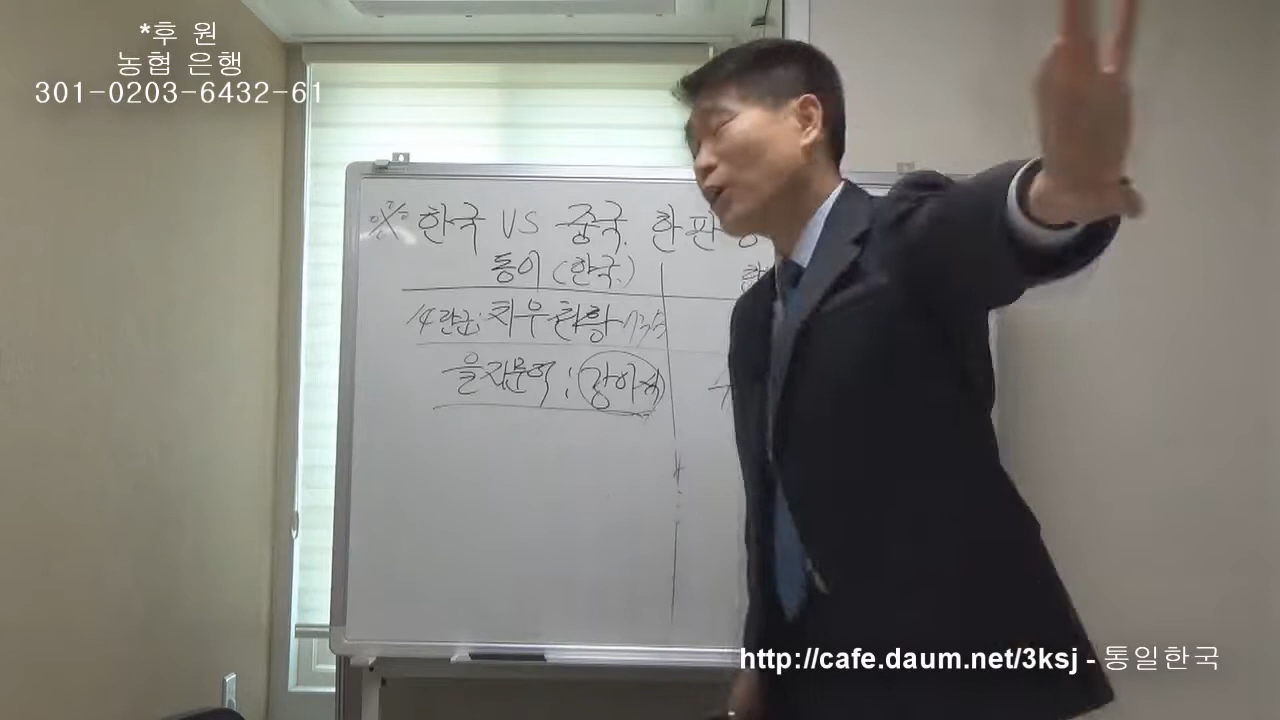 *후 원
농협 은행
301-0203-6432-61
※ 한국 VS 중국. 한판
동이 (한국.)
치우천황
을지문덕 : 강이식
http://cafe.daum.net/3ksj - 통일한국